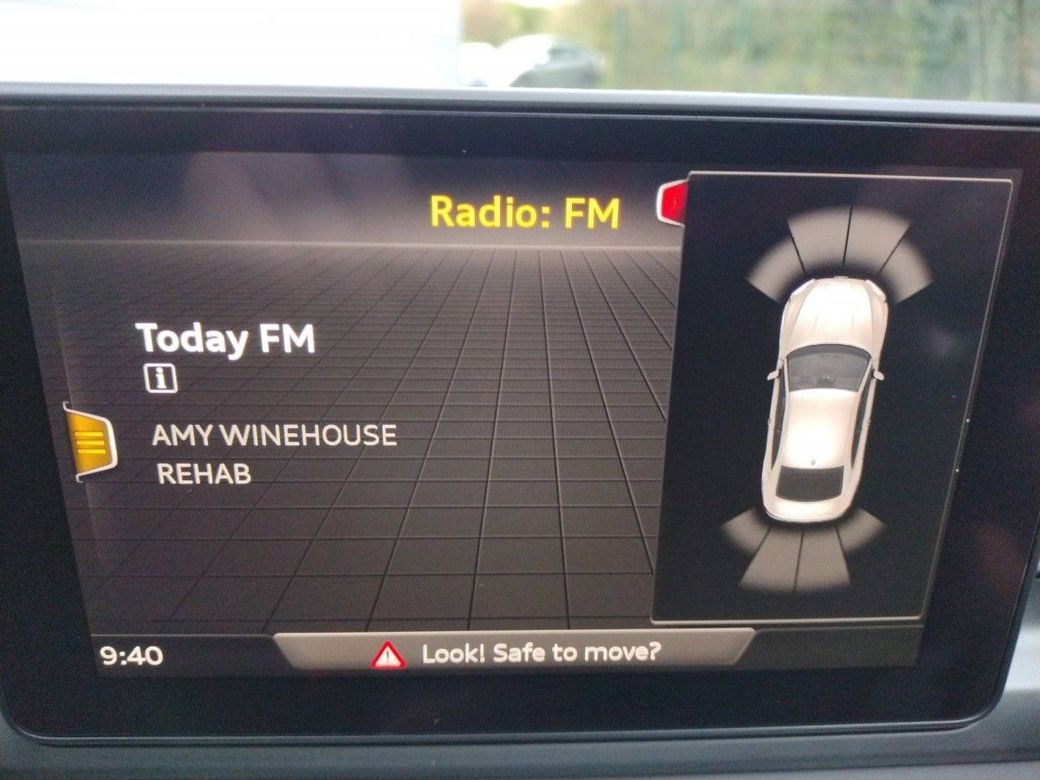 Radio: FM
Today FM
i
AMY WINEHOUSE
REHAB
9:40
Look! Safe to move?